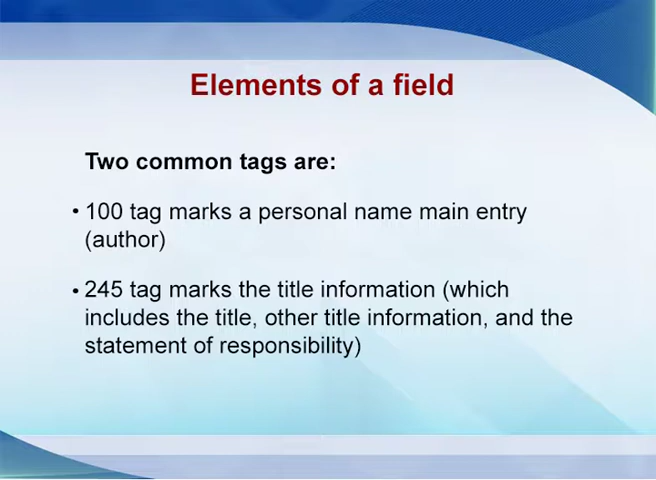 Elements of a field
Two common tags are:
• 100 tag marks a personal name main entry
(author)
• 245 tag marks the title information (which
includes the title, other title information, and the
statement of responsibility)